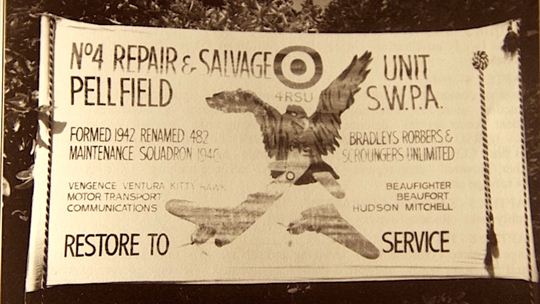 Nº4 REPAIR & SALVAGE UNIT
PELLFIELD S.W.P.A.
4RSU
FORMED 1942 RENAMED 482
MAINTENANCE SQUADRON 1946
BRADLEYS ROBBERS &
SCROUNGERS UNLIMITED
VENGENCE VENTURA KITTY HAWK
MOTOR TRANSPORT
COMMUNICATIONS
BEAUFIGHTER
BEAUFORT
HUDSON MITCHELL
RESTORE TO SERVICE